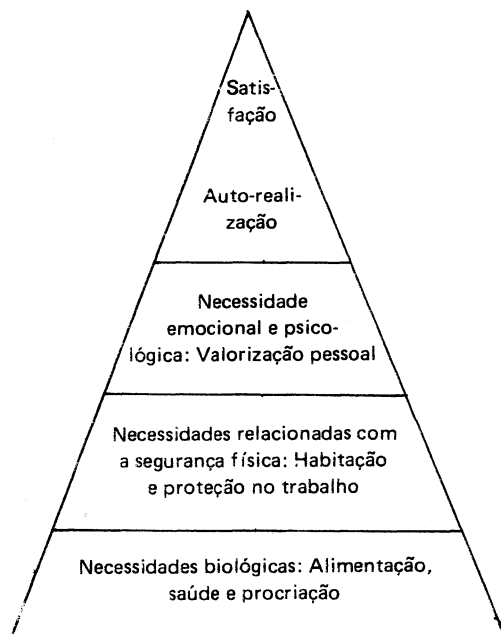 Satis-
fação
Auto-reali-
zação
Necessidade
emocional e psico-
lógica: Valorização pessoal
Necessidades relacionadas com
a segurança física: Habitação
e proteção no trabalho
Necessidades biológicas: Alimentação,
saúde e procriação